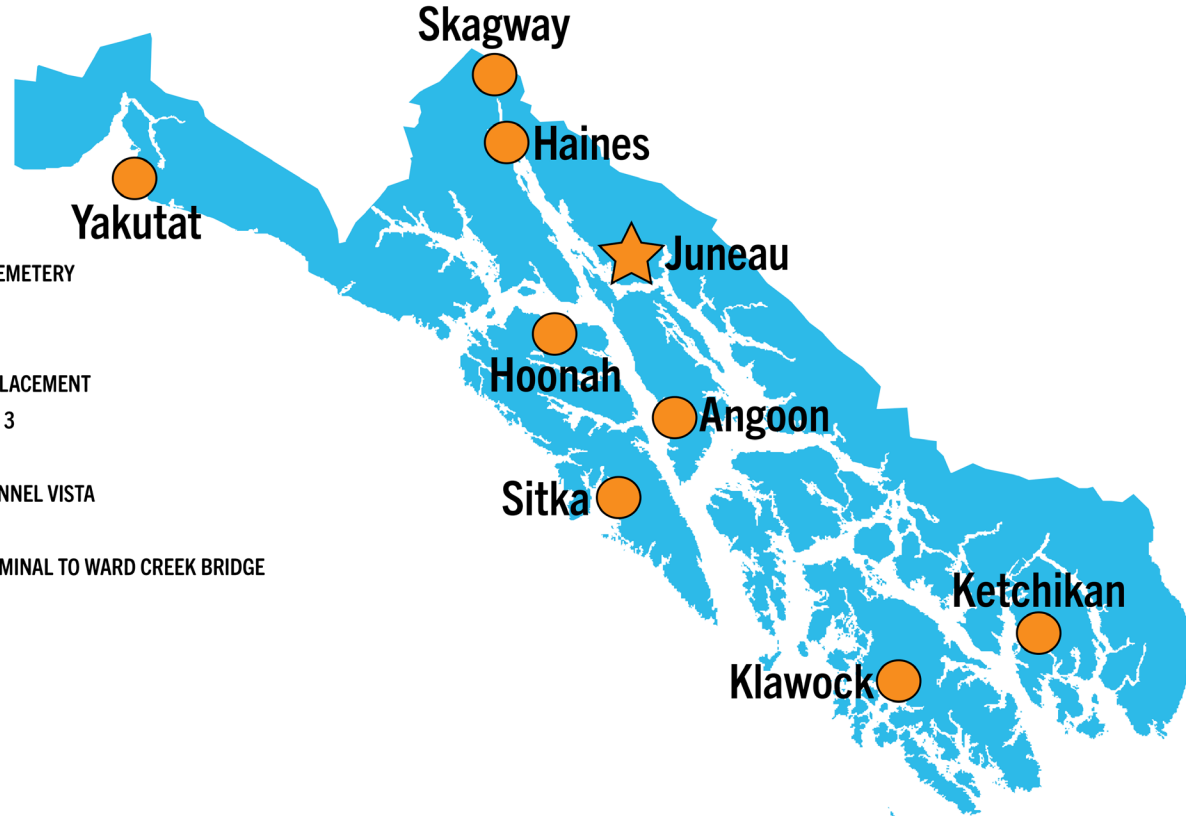 Skagway
Haines
Yakutat
Juneau
EMETERY
Hoonah
LACEMENT
3
Angoon
NNEL VISTA
Sitka
MINAL TO WARD CREEK BRIDGE
Ketchikan
Klawock